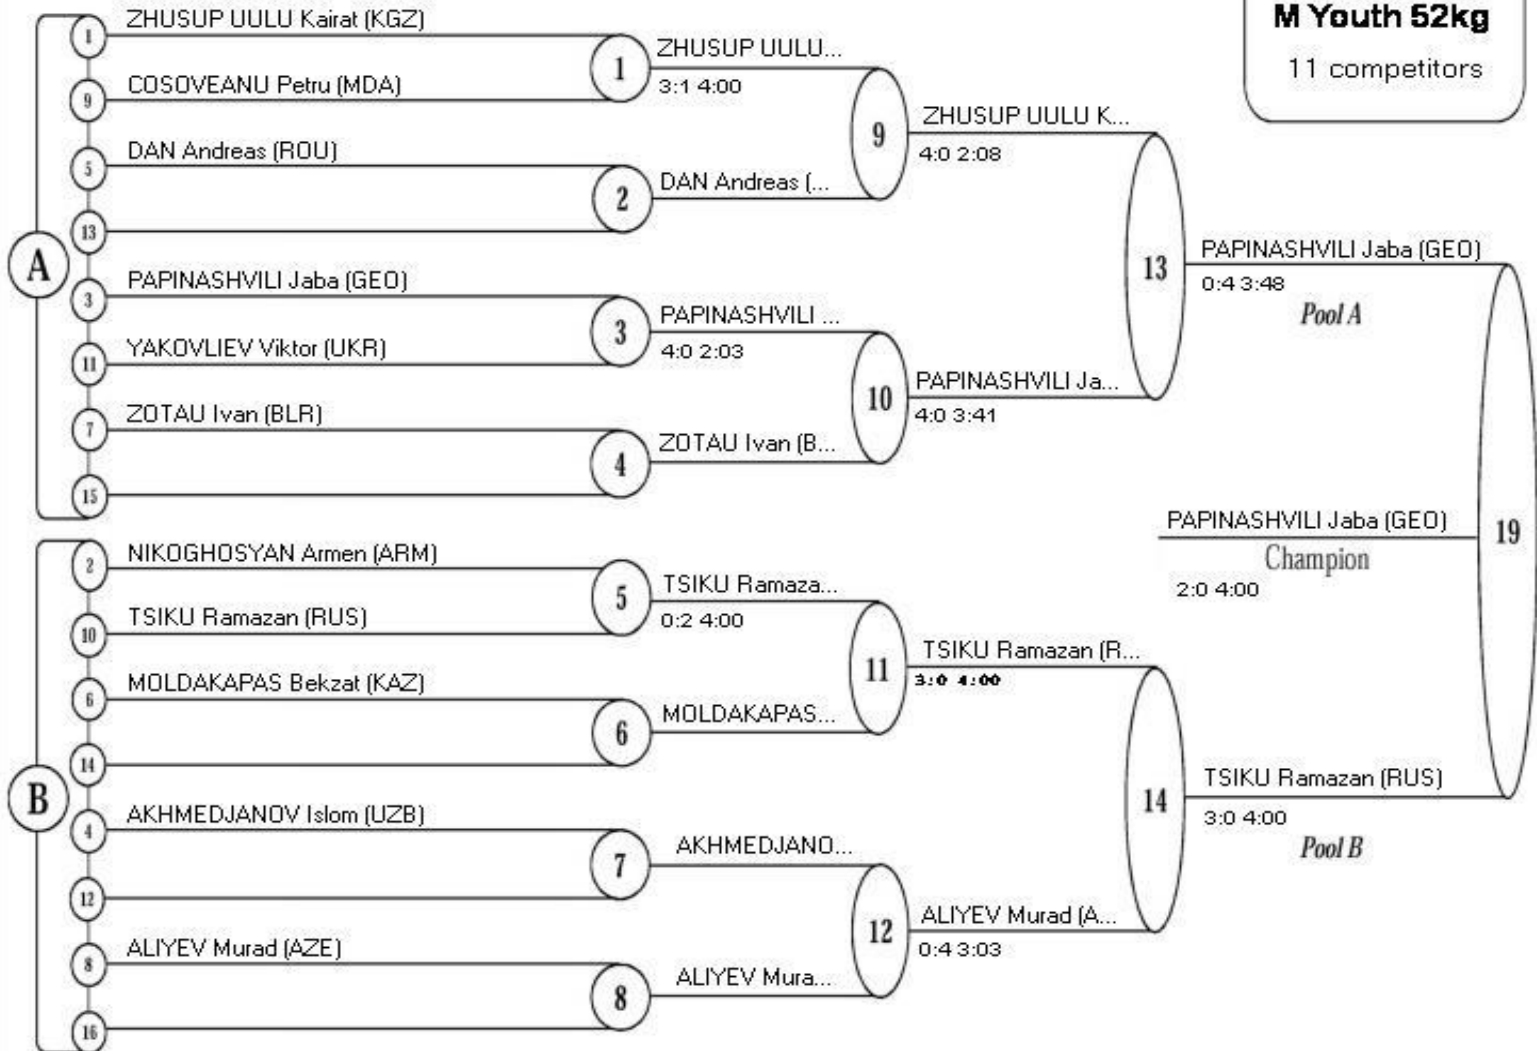 M Youth 52kg
11 competitors
A
1
ZHUSUP UULU Kairat (KGZ)
9
COSOVEANU Petru (MDA)
5
DAN Andreas (ROU)
13
3
PAPINASHVILI Jaba (GEO)
11
YAKOVLIEV Viktor (UKR)
7
ZOTAU Ivan (BLR)
15
B
2
NIKOGHOSYAN Armen (ARM)
10
TSIKU Ramazan (RUS)
6
MOLDAKAPAS Bekzat (KAZ)
14
4
AKHMEDJANOV Islom (UZB)
12
8
ALIYEV Murad (AZE)
16
1
ZHUSUP UULU...
3:1 4:00
2
DAN Andreas (...
3
PAPINASHVILI ...
4:0 2:03
4
ZOTAU Ivan (B...
5
TSIKU Ramaza...
0:2 4:00
6
MOLDAKAPAS...
7
AKHMEDJANO...
8
ALIYEV Mura...
9
ZHUSUP UULU K...
4:0 2:08
10
PAPINASHVILI Ja...
4:0 3:41
11
TSIKU Ramazan (R...
3:0 4:00
12
ALIYEV Murad (A...
0:4 3:03
13
PAPINASHVILI Jaba (GEO)
0:4 3:48
Pool A
14
TSIKU Ramazan (RUS)
3:0 4:00
Pool B
19
PAPINASHVILI Jaba (GEO)
Champion
2:0 4:00